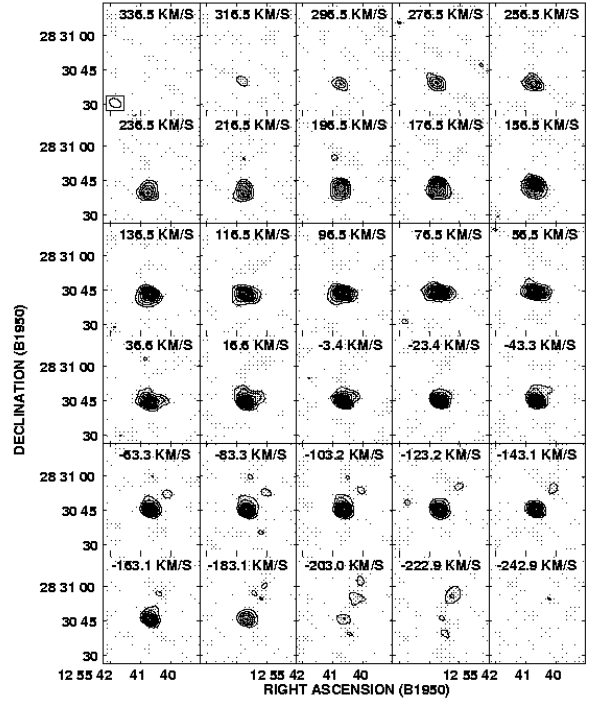 336.5 KM/S 316.5 KM/S 296.5 KM/S 276.5 KM/S 256.5 KM/S
28 31 00
30 45
30
236.5 KM/S 216.5 KM/S 196.5 KM/S 176.5 KM/S 156.5 KM/S
28 31 00
30 45
30
136.5 KM/S 116.5 KM/S 96.5 KM/S 76.5 KM/S 56.5 KM/S
28 31 00
30 45
30
DECLINATION (B1950)
36.6 KM/S 16.6 KM/S -3.4 KM/S -23.4 KM/S -43.3 KM/S
28 31 00
30 45
30
-63.3 KM/S -83.3 KM/S -103.2 KM/S -123.2 KM/S -143.1 KM/S
28 31 00
30 45
30
-163.1 KM/S -183.1 KM/S -203.0 KM/S -222.9 KM/S -242.9 KM/S
28 31 00
30 45
30
12 55 42 41 40 12 55 42 41 40 12 55 42 41 40
RIGHT ASCENSION (B1950)